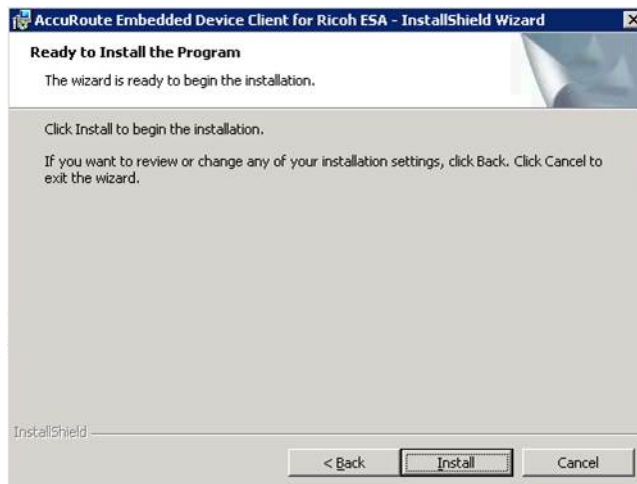 AccuRoute Embedded Device Client for Ricoh ESA - InstallShield Wizard
Ready to Install the Program
The wizard is ready to begin the installation.
Click Install to begin the installation.
If you want to review or change any of your installation settings, click Back. Click Cancel to
exit the wizard.
InstallShield
< Back Install Cancel